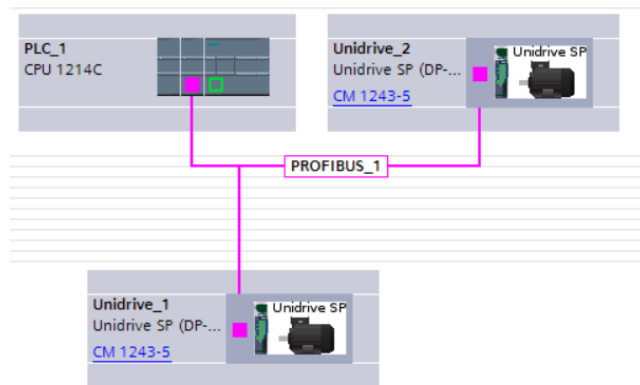 PLC_1
CPU 1214C
Unidrive_2
Unidrive SP (DP-...
CM 1243-5
Unidrive SP
PROFIBUS_1
Unidrive_1
Unidrive SP (DP-...
CM 1243-5
Unidrive SP